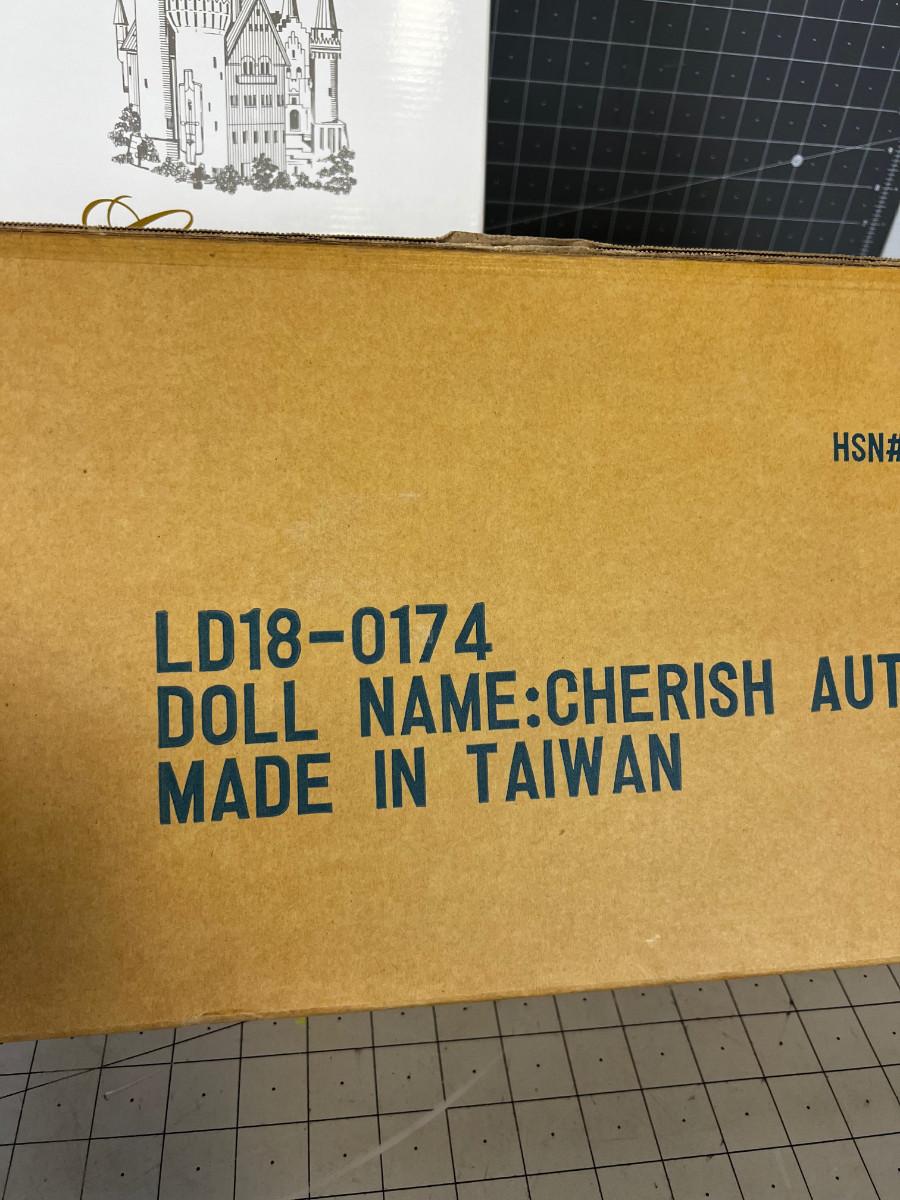 HSN#
LD18-0174
DOLL NAME:CHERISH AUT
MADE IN TAIWAN